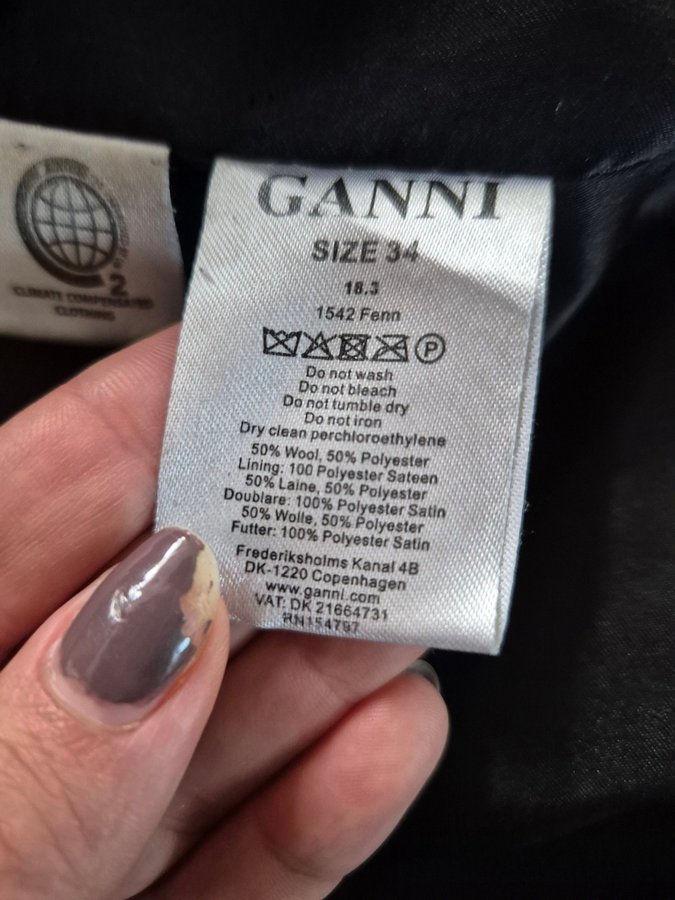 2
CLIMATE COMPENSATED
CLOTHING
GANNI
SIZE 34
18.3
1542 Fenn
P
Do not wash
Do not bleach
Do not tumble dry
Do not iron
Dry clean perchloroethylene
50% Wool, 50% Polyester
Lining: 100 Polyester Sateen
50% Laine, 50% Polyester
Doublare: 100% Polyester Satin
50% Wolle, 50% Polyester
Futter: 100% Polyester Satin
Frederiksholms Kanal 4B
DK-1220 Copenhagen
www.ganni.com
VAT: DK 21664731
RN154797